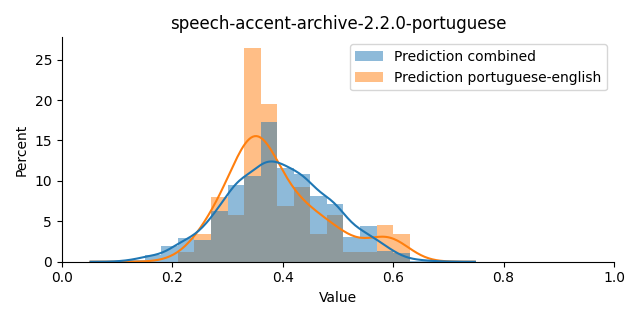 speech-accent-archive-2.2.0-portuguese
Prediction combined
Prediction portuguese-english
Percent
25
20
15
10
5
0
0.0 0.2 0.4 0.6 0.8 1.0
Value